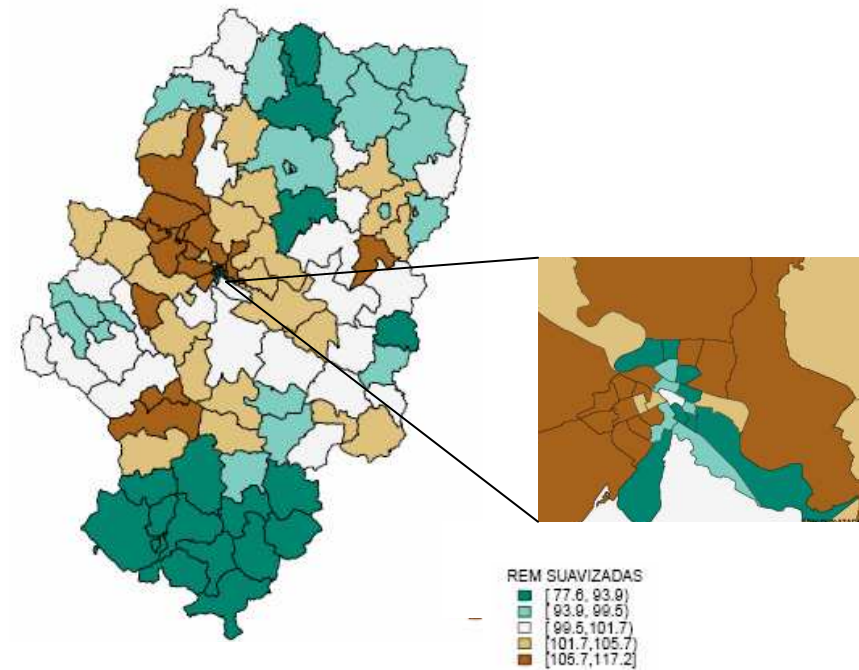 REM SUAVIZADAS
[ 77.6, 93.9)
[ 93.9, 99.5)
[ 99.5,101.7)
[101.7,105.7)
[105.7,117.2]